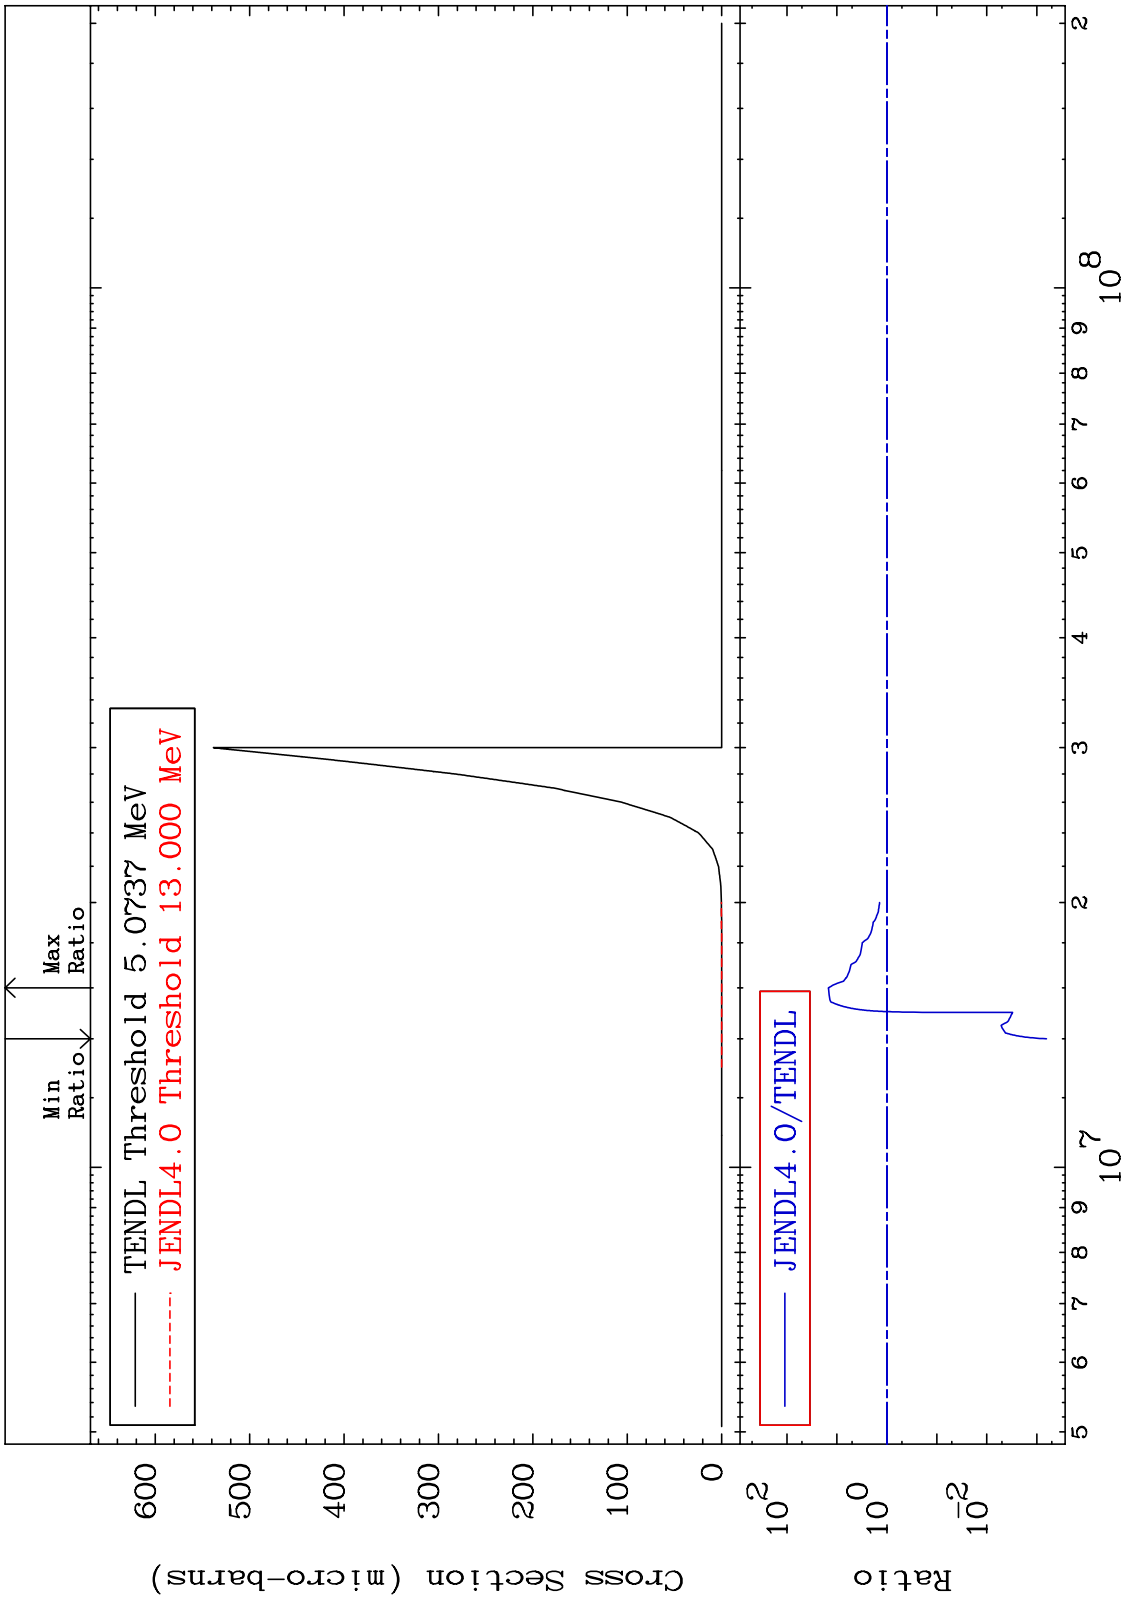 Min
Ratio
Max
Ratio
TENDL Threshold 5.0737 MeV
JENDL4.0 Threshold 13.000 MeV
Cross Section (micro-barns)
600
500
400
300
200
100
0
JENDL4.0/TENDL
Ratio
10^2
10^0
10^-2
5 6 7 8 9 10^7 2 3 4 5 6 7 8 9 10^8 2